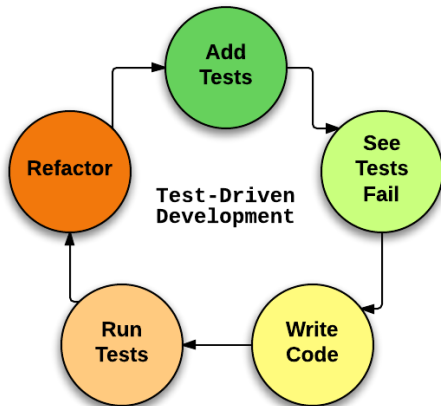 Add
Tests
See
Tests
Fail
Write
Code
Run
Tests
Refactor
Test-Driven
Development